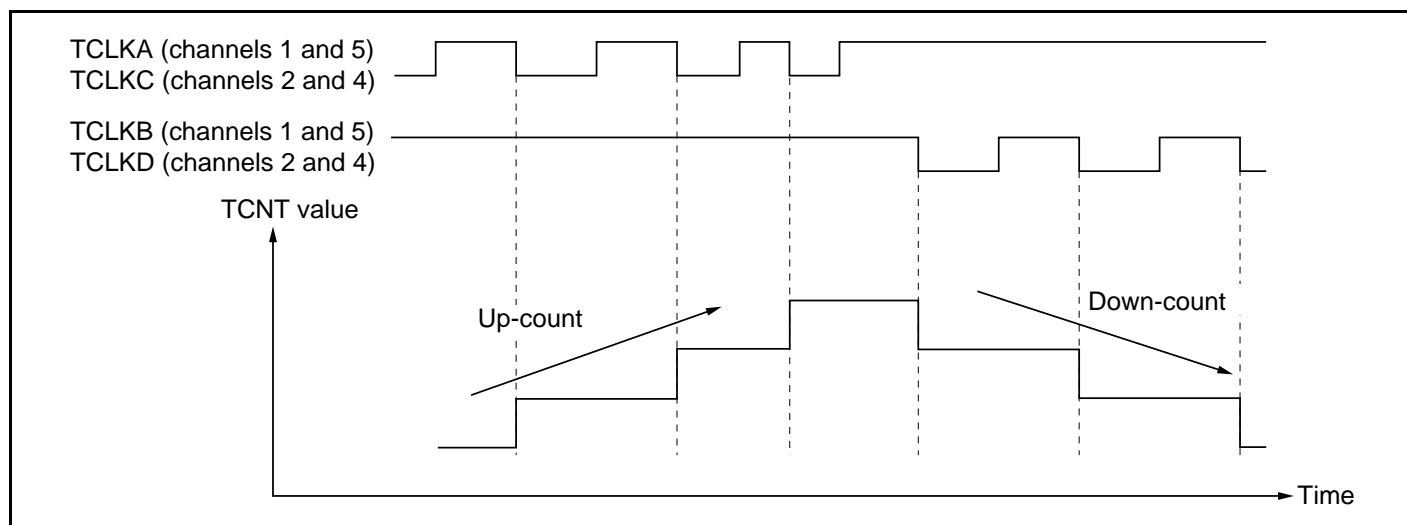 TCLKA (channels 1 and 5)
TCLKC (channels 2 and 4)
TCLKB (channels 1 and 5)
TCLKD (channels 2 and 4)
TCNT value
Up-count
Down-count
Time